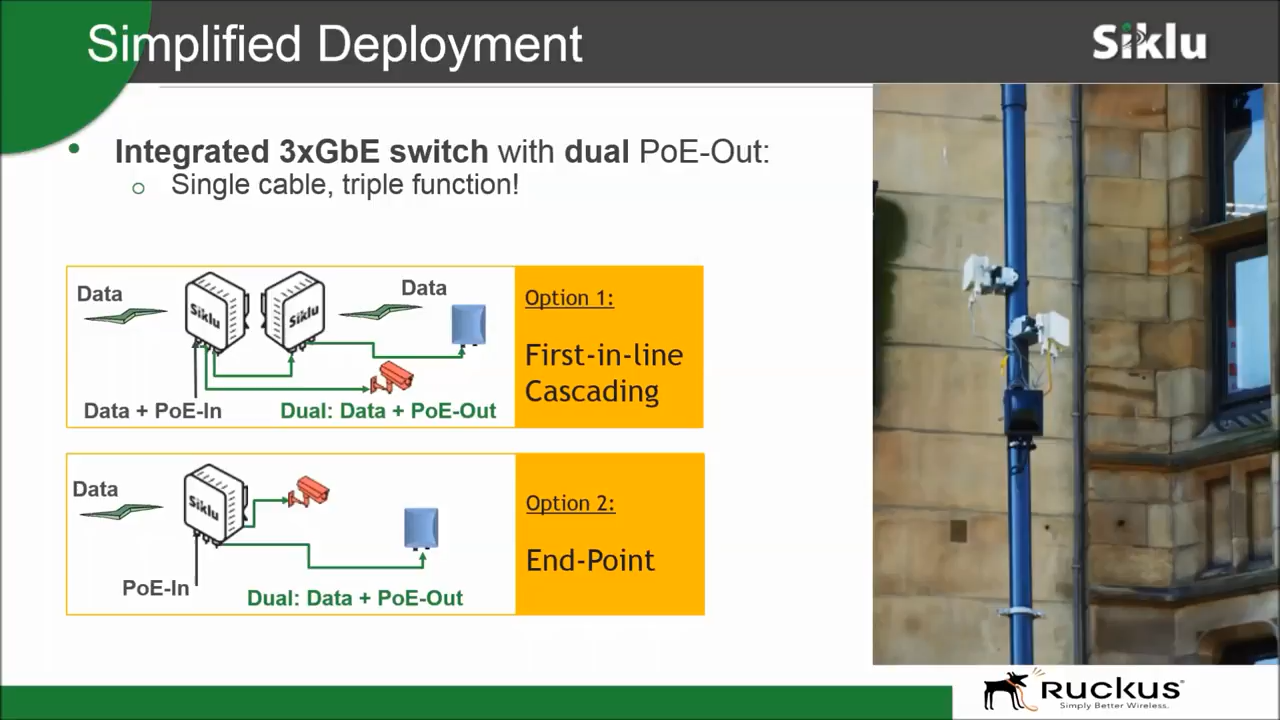 Simplified Deployment
Siklu
• Integrated 3xGbE switch with dual PoE-Out:
o Single cable, triple function!
Data
Siklu
Siklu
Data
Data + PoE-In
Dual: Data + PoE-Out
Option 1:
First-in-line
Cascading
Data
Siklu
PoE-In
Dual: Data + PoE-Out
Option 2:
End-Point
RUCKUS
Simply Better Wireless.